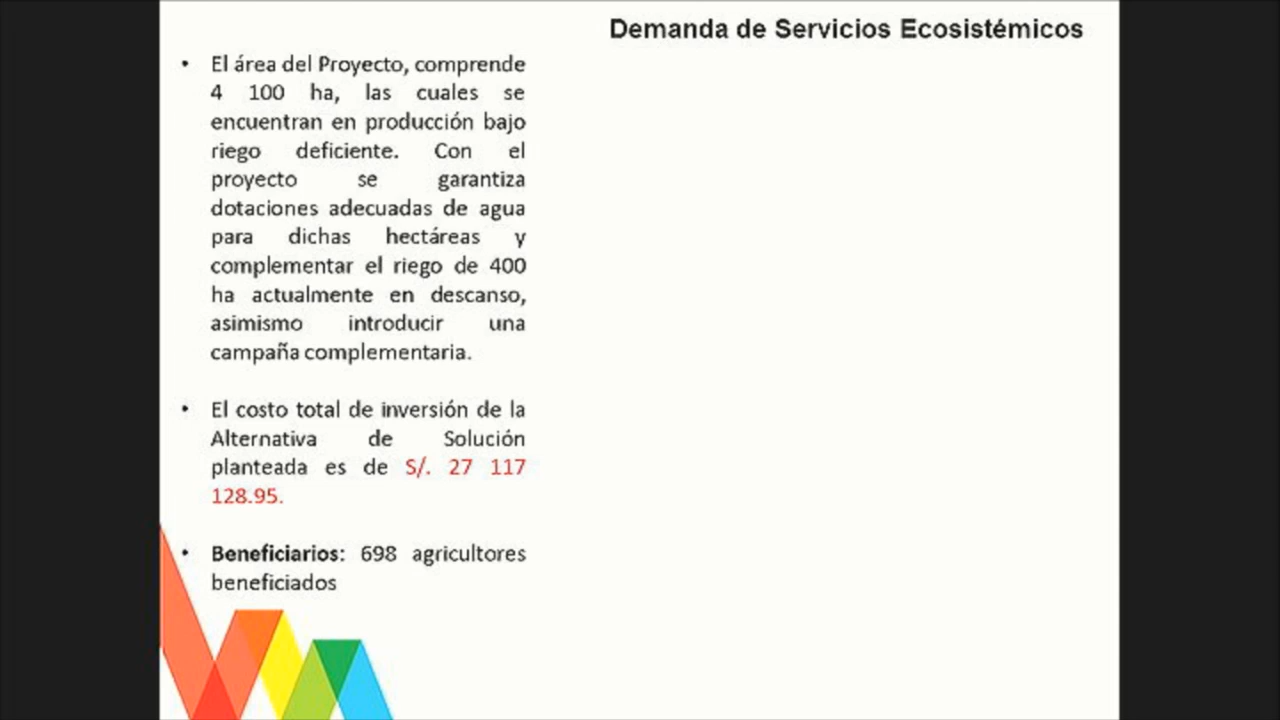 Demanda de Servicios Ecosistémicos
• El área del Proyecto, comprende
4 100 ha, las cuales se
encuentran en producción bajo
riego deficiente. Con el
proyecto se garantiza
dotaciones adecuadas de agua
para dichas hectáreas y
complementar el riego de 400
ha actualmente en descanso,
asimismo introducir una
campaña complementaria.
• El costo total de inversión de la
Alternativa de Solución
planteada es de S/. 27 117
128.95.
• Beneficiarios: 698 agricultores
beneficiados